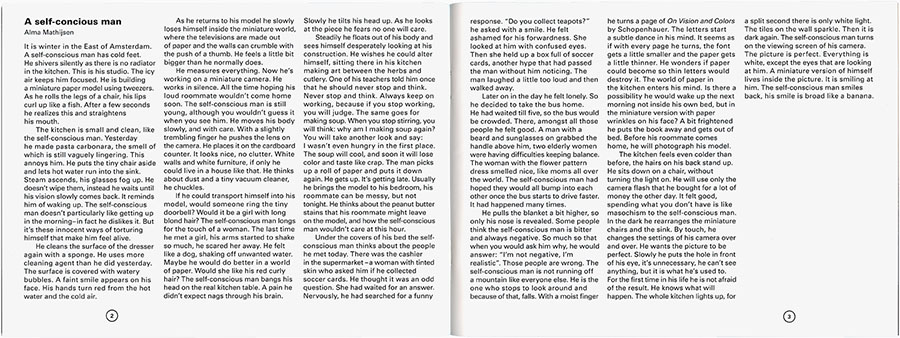 A self-concious man
Alma Mathijsen
It is winter in the East of Amsterdam.
A self-conscious man has cold feet.
He shivers silently as there is no radiator
in the kitchen. This is his studio. The icy
air keeps him focused. He is building
a miniature paper model using tweezers.
As he rolls the legs of a chair, his lips
curl up like a fish. After a few seconds
he realizes this and straightens
his mouth.
The kitchen is small and clean, like
the self-conscious man. Yesterday
he made pasta carbonara, the smell of
which is still vaguely lingering. This
annoys him. He puts the tiny chair aside
and lets hot water run into the sink.
Steam ascends, his glasses fog up. He
doesn't wipe them, instead he waits until
his vision slowly comes back. It reminds
him of waking up. The self-conscious
man doesn't particularly like getting up
in the morning–in fact he dislikes it. But
it's these innocent ways of torturing
himself that make him feel alive.
He cleans the surface of the dresser
again with a sponge. He uses more
cleaning agent than he did yesterday.
The surface is covered with watery
bubbles. A faint smile appears on his
face. His hands turn red from the hot
water and the cold air.
As he returns to his model he slowly
loses himself inside the miniature world,
where the televisions are made out
of paper and the walls can crumble with
the push of a thumb. He feels a little bit
bigger than he normally does.
He measures everything. Now he's
working on a miniature camera. He
works in silence. All the time hoping his
loud roommate wouldn't come home
soon. The self-conscious man is still
young, although you wouldn't guess it
when you see him. He moves his body
slowly, and with care. With a slightly
trembling finger he pushes the lens on
the camera. He places it on the cardboard
counter. It looks nice, no clutter. White
walls and white furniture, if only he
could live in a house like that. He thinks
about dust and a tiny vacuum cleaner,
he chuckles.
If he could transport himself into his
model, would someone ring the tiny
doorbell? Would it be a girl with long
blond hair? The self-conscious man longs
for the touch of a woman. The last time
he met a girl, his arms started to shake
so much, he scared her away. He felt
like a dog, shaking off unwanted water.
Maybe he would do better in a world
of paper. Would she like his red curly
hair? The self-conscious man bangs his
head on the real kitchen table. A pain he
didn't expect nags through his brain.
Slowly he tilts his head up. As he looks
at the piece he fears no one will care.
Steadily he floats out of his body and
sees himself desperately looking at his
construction. He wishes he could alter
himself, sitting there in his kitchen
making art between the herbs and
cutlery. One of his teachers told him once
that he should never stop and think.
Never stop and think. Always keep on
working, because if you stop working,
you will judge. The same goes for
making soup. When you stop stirring, you
will think: why am I making soup again?
You will take another look and say:
I wasn't even hungry in the first place.
The soup will cool, and soon it will lose
color and taste like crap. The man picks
up a roll of paper and puts it down
again. He gets up. It's getting late. Usually
he brings the model to his bedroom, his
roommate can be messy, but not
tonight. He thinks about the peanut butter
stains that his roommate might leave
on the model, and how the self-conscious
man wouldn't care at this hour.
Under the covers of his bed the self-
conscious man thinks about the people
he met today. There was the cashier
in the supermarket–a woman with tinted
skin who asked him if he collected
soccer cards. He thought it was an odd
question. She had waited for an answer.
Nervously, he had searched for a funny
2
response. "Do you collect teapots?"
he asked with a smile. He felt
ashamed for his forwardness. She
looked at him with confused eyes.
Then she held up a box full of soccer
cards, another hype that had passed
the man without him noticing. The
man laughed a little too loud and then
walked away.
Later on in the day he felt lonely. So
he decided to take the bus home.
He had waited till five, so the bus would
be crowded. There, amongst all those
people he felt good. A man with a
beard and sunglasses on grabbed the
handle above him, two elderly women
were having difficulties keeping balance.
The woman with the flower pattern
dress smelled nice, like moms all over
the world. The self-conscious man had
hoped they would all bump into each
other once the bus starts to drive faster.
It had happened many times.
He pulls the blanket a bit higher, so
only his nose is revealed. Some people
think the self-conscious man is bitter
and always negative. So much so that
when you would ask him why, he would
answer: "I'm not negative, I'm
realistic". Those people are wrong. The
self-conscious man is not running off
a mountain like everyone else. He is the
one who stops to look around and
because of that, falls. With a moist finger
he turns a page of On Vision and Colors
by Schopenhauer. The letters start
a subtle dance in his mind. It seems as
if with every page he turns, the font
gets a little smaller and the paper gets
a little thinner. He wonders if paper
could become so thin letters would
destroy it. The world of paper in
the kitchen enters his mind. Is there a
possibility he would wake up the next
morning not inside his own bed, but in
the miniature version with paper
wrinkles on his face? A bit frightened
he puts the book away and gets out of
bed. Before his roommate comes
home, he will photograph his model.
The kitchen feels even colder than
before, the hairs on his back stand up.
He sits down on a chair, without
turning the light on. He will use only the
camera flash that he bought for a lot of
money the other day. It felt good,
spending what you don't have is like
masochism to the self-conscious man.
In the dark he rearranges the miniature
chairs and the sink. By touch, he
changes the settings of his camera over
and over. He wants the picture to be
perfect. Slowly he puts the hole in front
of his eye, it's unnecessary, he can't see
anything, but it is what he's used to.
For the first time in his life he is not afraid
of the result. He knows what will
happen. The whole kitchen lights up, for
a split second there is only white light.
The tiles on the wall sparkle. Then it is
dark again. The self-conscious man turns
on the viewing screen of his camera.
The picture is perfect. Everything is
white, except the eyes that are looking
at him. A miniature version of himself
lives inside the picture. It is smiling at
him. The self-conscious man smiles
back, his smile is broad like a banana.
3